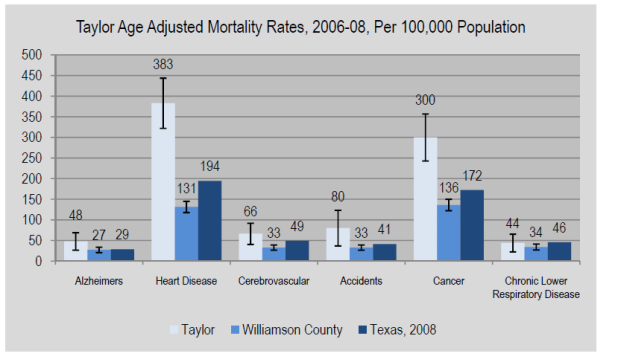 Taylor Age Adjusted Mortality Rates, 2006-08, Per 100,000 Population
500
450
400
350
300
250
200
150
100
50
0
48
27
29
383
131
194
66
33
49
80
33
41
300
136
172
44
34
46
Alzheimers
Heart Disease
Cerebrovascular
Accidents
Cancer
Chronic Lower
Respiratory Disease
Taylor
Williamson County
Texas, 2008